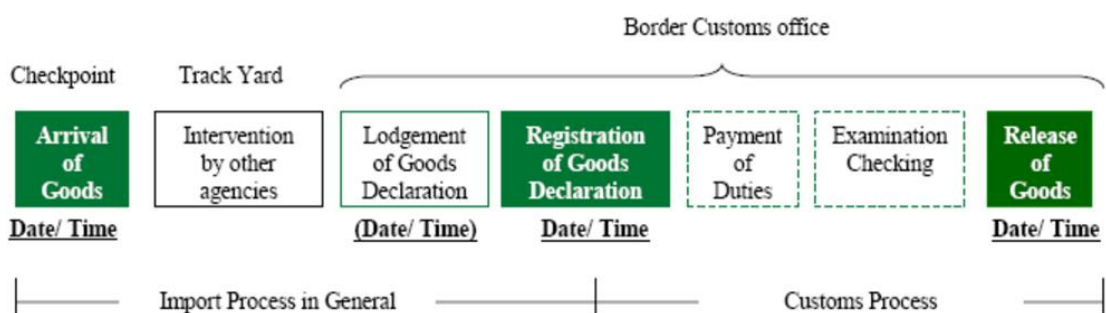 Border Customs office
Checkpoint
Track Yard
Arrival
of
Goods
Intervention
by other
agencies
Lodgement
of Goods
Declaration
Registration
of Goods
Declaration
Payment
of
Duties
Examination
Checking
Release
of
Goods
Date/ Time
(Date/ Time)
Date/ Time
Date/ Time
Import Process in General
Customs Process